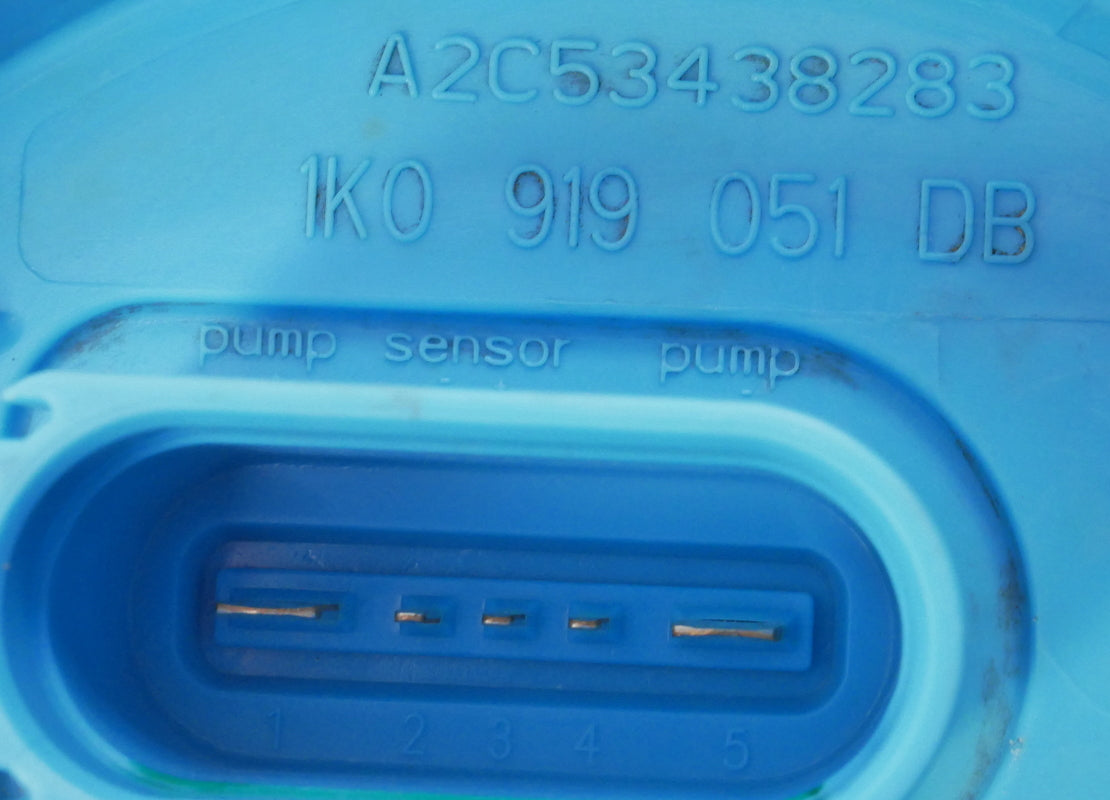 A2C53438283
1K0 919 051 DB
pump sensor pump
1 2 3 4 5